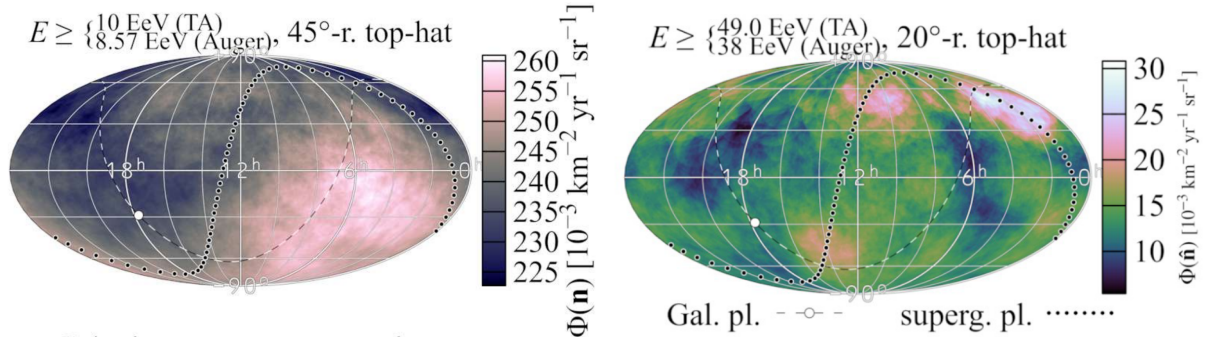 E ≥ {10 EeV (TA)
8.57 EeV (Auger), 45°-r. top-hat
+90°
18h 12h 6h 0h
-90°
260
255
250
245
240
235
230
225
Φ(n) [10⁻³ km⁻² yr⁻¹ sr⁻¹]
E ≥ {49.0 EeV (TA)
38 EeV (Auger), 20°-r. top-hat
+90°
18h 12h 6h 0h
-90°
30
25
20
15
10
Φ(n̂) [10⁻³ km⁻² yr⁻¹ sr⁻¹]
Gal. pl. superg. pl.